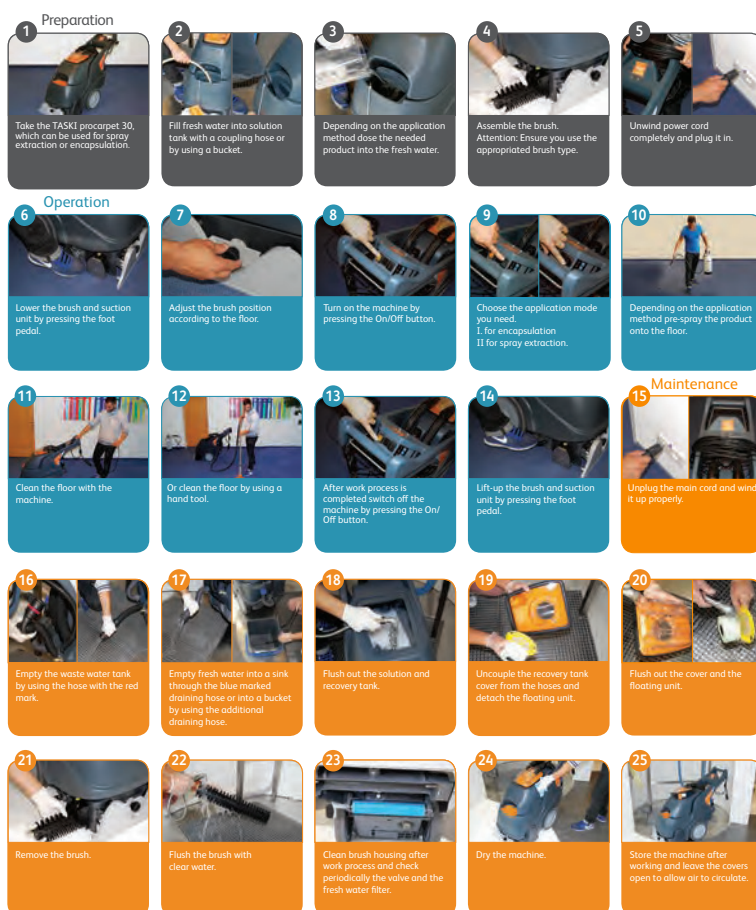 Preparation
1
Take the TASKI procarpet 30,
which can be used for spray
extraction or encapsulation.
2
Fill fresh water into solution
tank with a coupling hose or
by using a bucket.
3
Depending on the application
method dose the needed
product into the fresh water.
4
Assemble the brush.
Attention: Ensure you use the
appropriated brush type.
5
Unwind power cord
completely and plug it in.
Operation
6
Lower the brush and suction
unit by pressing the foot
pedal.
7
Adjust the brush position
according to the floor.
8
Turn on the machine by
pressing the On/Off button.
9
Choose the application mode
you need.
I. for encapsulation
II for spray extraction.
10
Depending on the application
method pre-spray the product
onto the floor.
11
Clean the floor with the
machine.
12
Or clean the floor by using a
hand tool.
13
After work process is
completed switch off the
machine by pressing the On/
Off button.
14
Lift-up the brush and suction
unit by pressing the foot
pedal.
Maintenance
15
Unplug the main cord and wind
it up properly.
16
Empty the waste water tank
by using the hose with the red
mark.
17
Empty fresh water into a sink
through the blue marked
draining hose or into a bucket
by using the additional
draining hose.
18
Flush out the solution and
recovery tank.
19
Uncouple the recovery tank
cover from the hoses and
detach the floating unit.
20
Flush out the cover and the
floating unit.
21
Remove the brush.
22
Flush the brush with
clear water.
23
Clean brush housing after
work process and check
periodically the valve and the
fresh water filter.
24
Dry the machine.
25
Store the machine after
working and leave the covers
open to allow air to circulate.